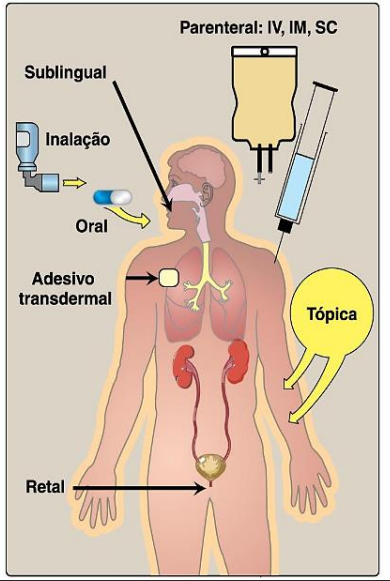 Parenteral: IV, IM, SC
Sublingual
Inalação
Oral
Adesivo
transdermal
Tópica
Retal